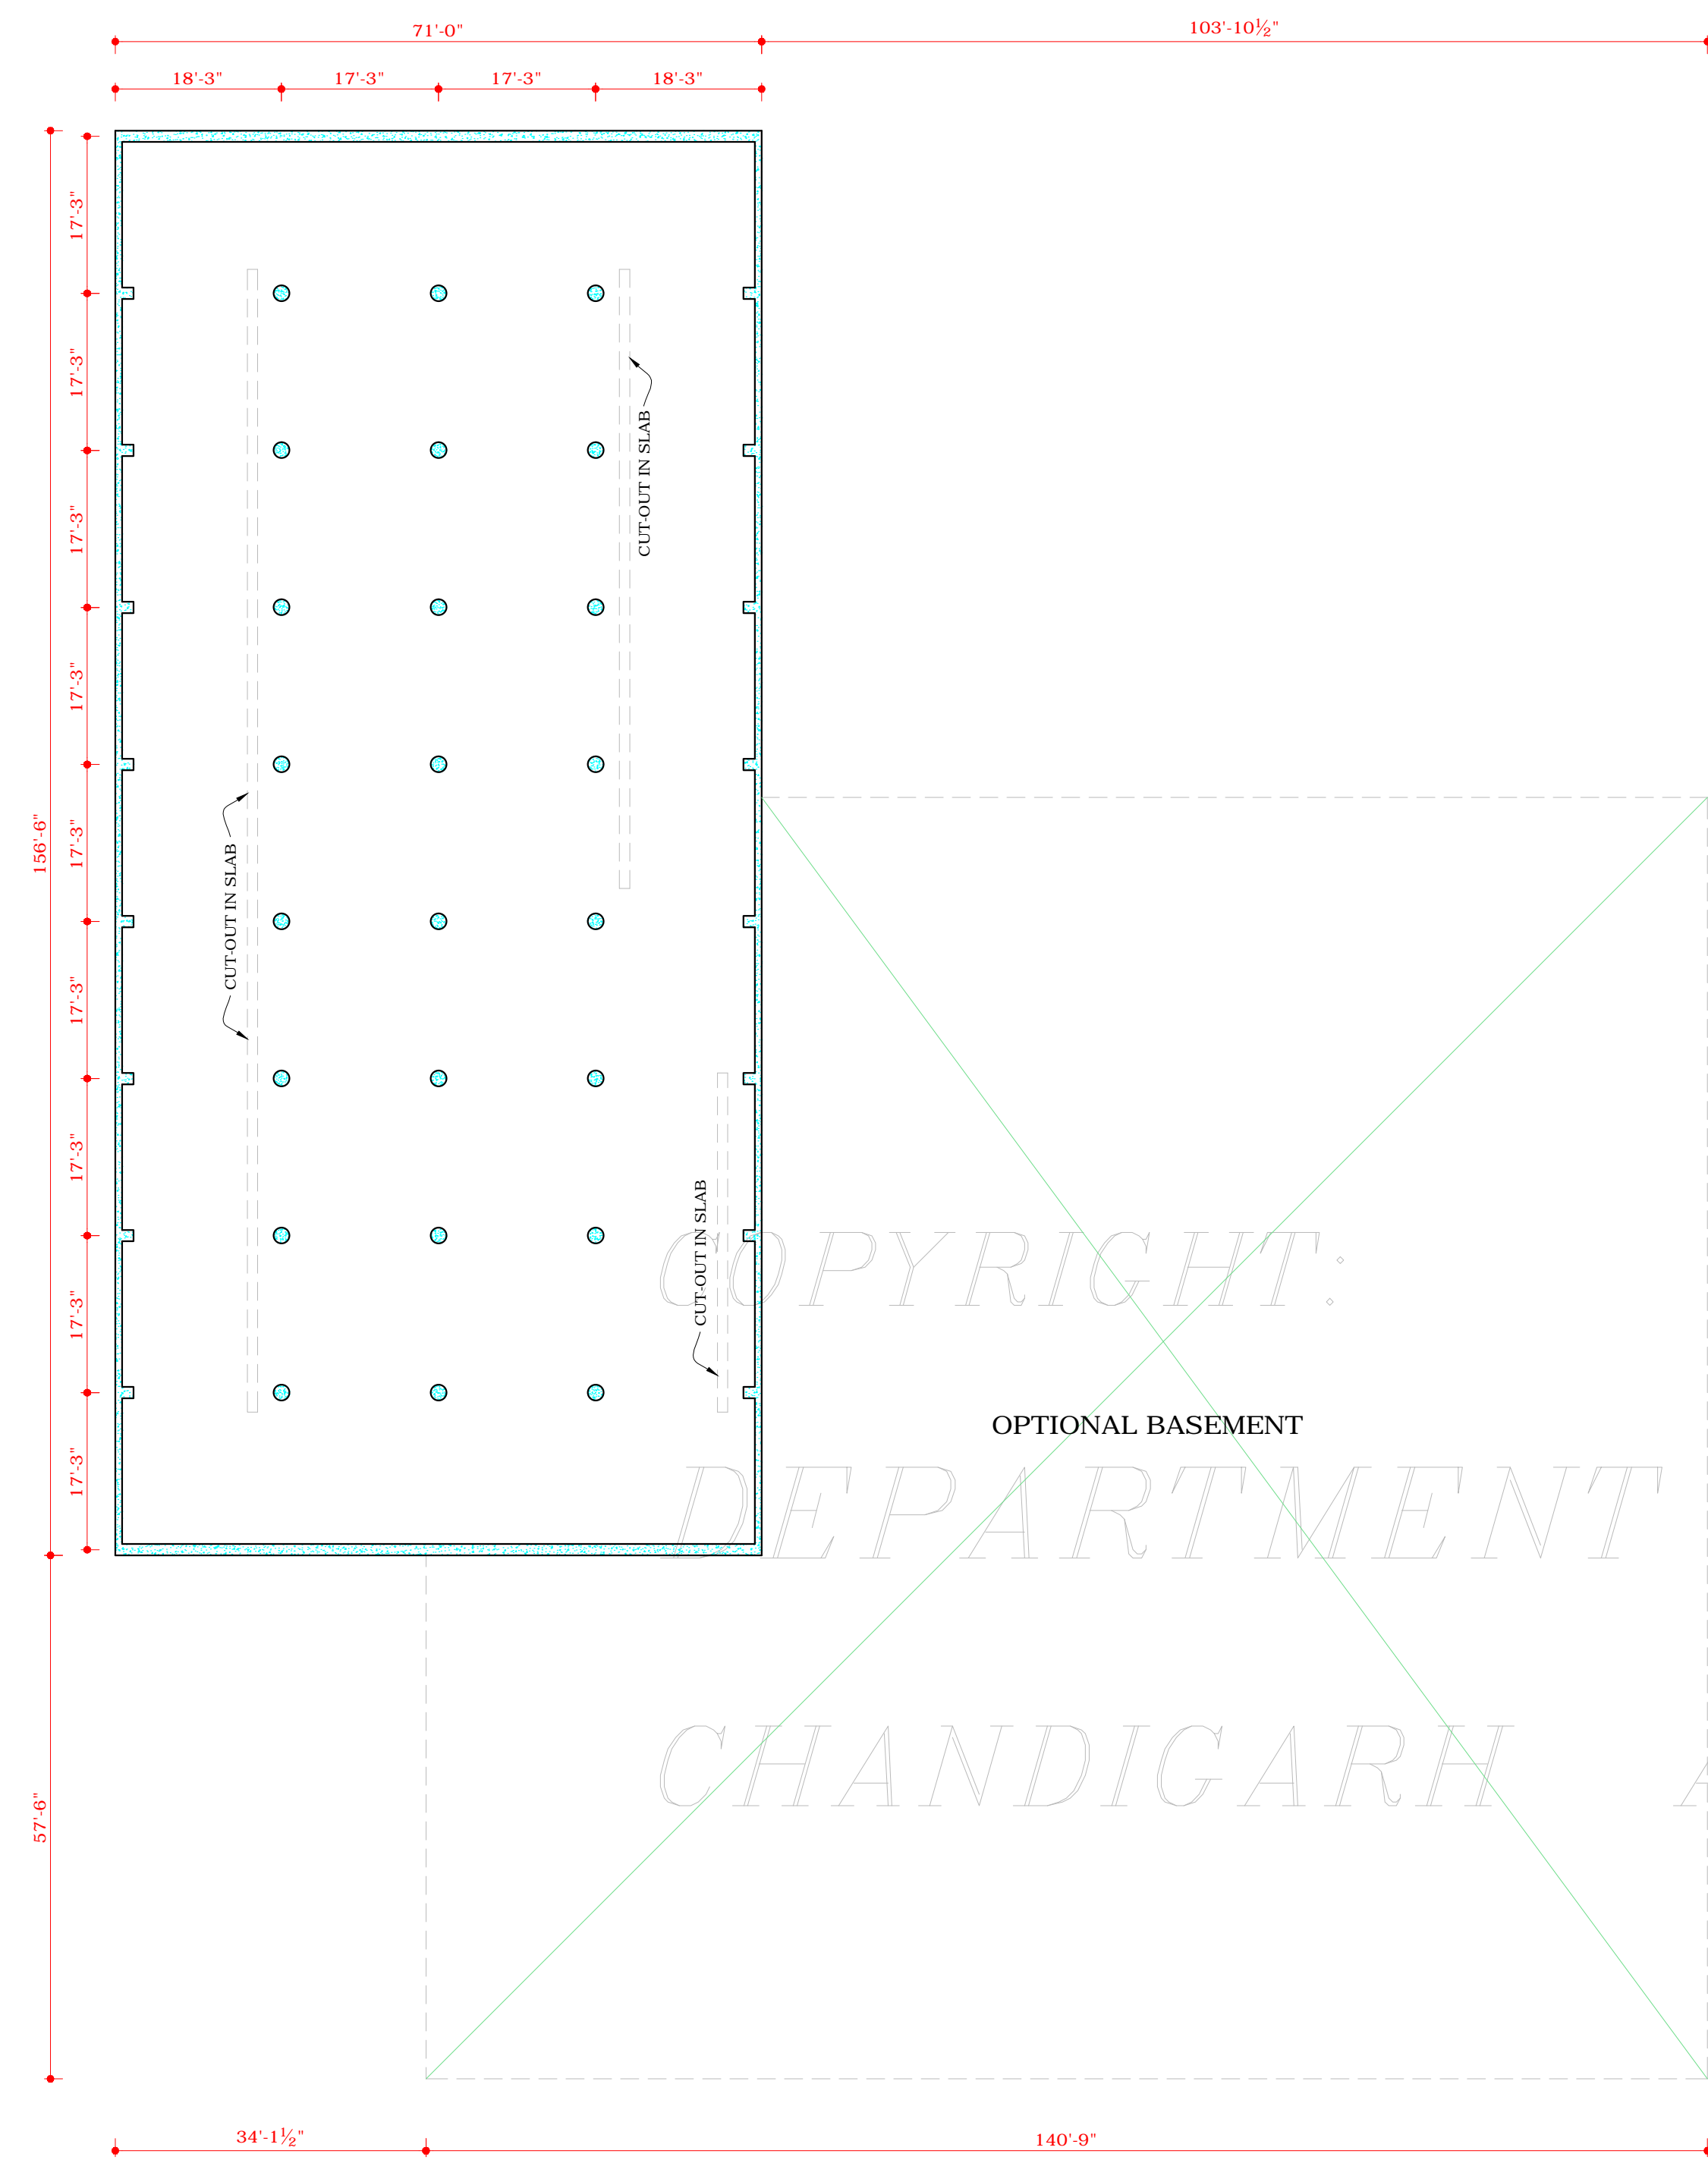 71'-0"
103'-10½"
18'-3"
17'-3"
17'-3"
18'-3"
17'-3"
17'-3"
17'-3"
17'-3"
17'-3"
17'-3"
17'-3"
17'-3"
17'-3"
156'-6"
57'-6"
CUT-OUT IN SLAB
CUT-OUT IN SLAB
CUT-OUT IN SLAB
COPYRIGHT:
OPTIONAL BASEMENT
DEPARTMENT
CHANDIGARH A
34'-1½"
140'-9"